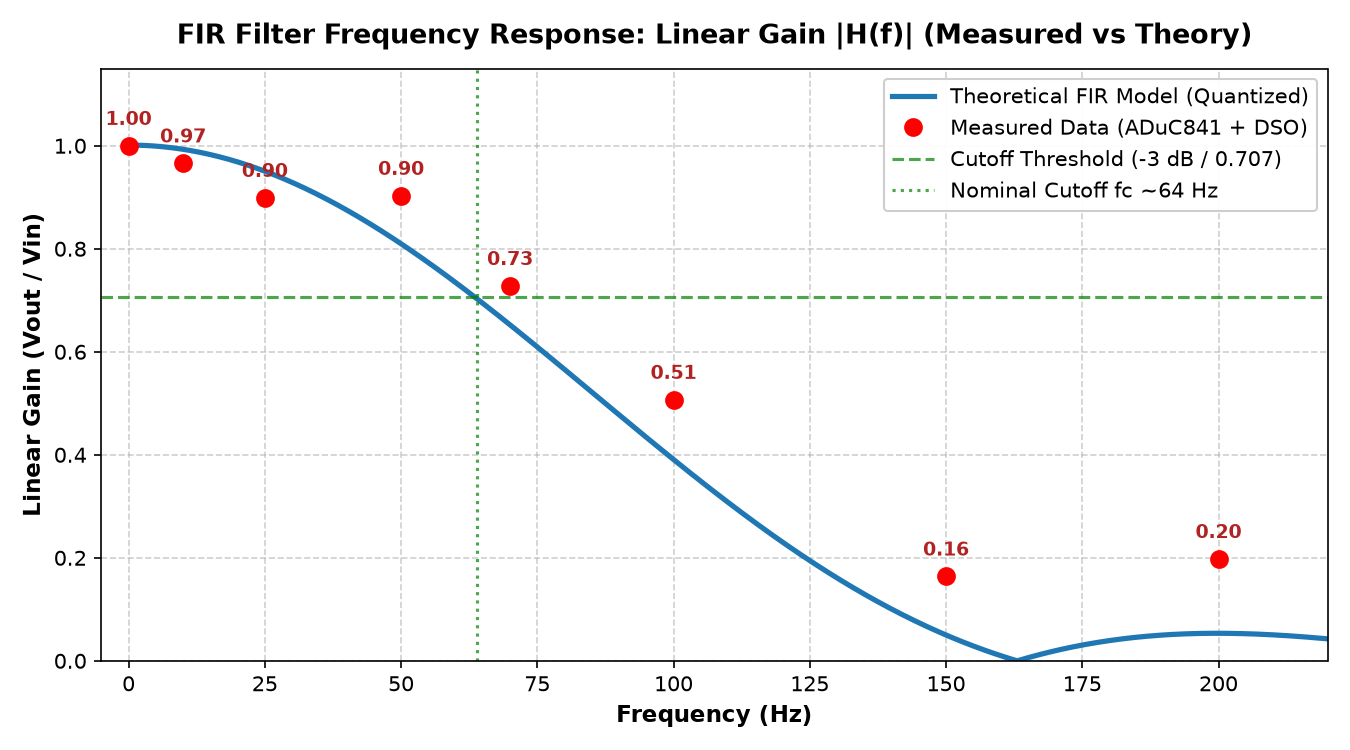 FIR Filter Frequency Response: Linear Gain |H(f)| (Measured vs Theory)
Theoretical FIR Model (Quantized)
Measured Data (ADuC841 + DSO)
Cutoff Threshold (-3 dB / 0.707)
Nominal Cutoff fc ~64 Hz
1.00
0.97
0.90
0.90
0.73
0.51
0.16
0.20
Linear Gain (Vout / Vin)
1.0
0.8
0.6
0.4
0.2
0.0
0 25 50 75 100 125 150 175 200
Frequency (Hz)